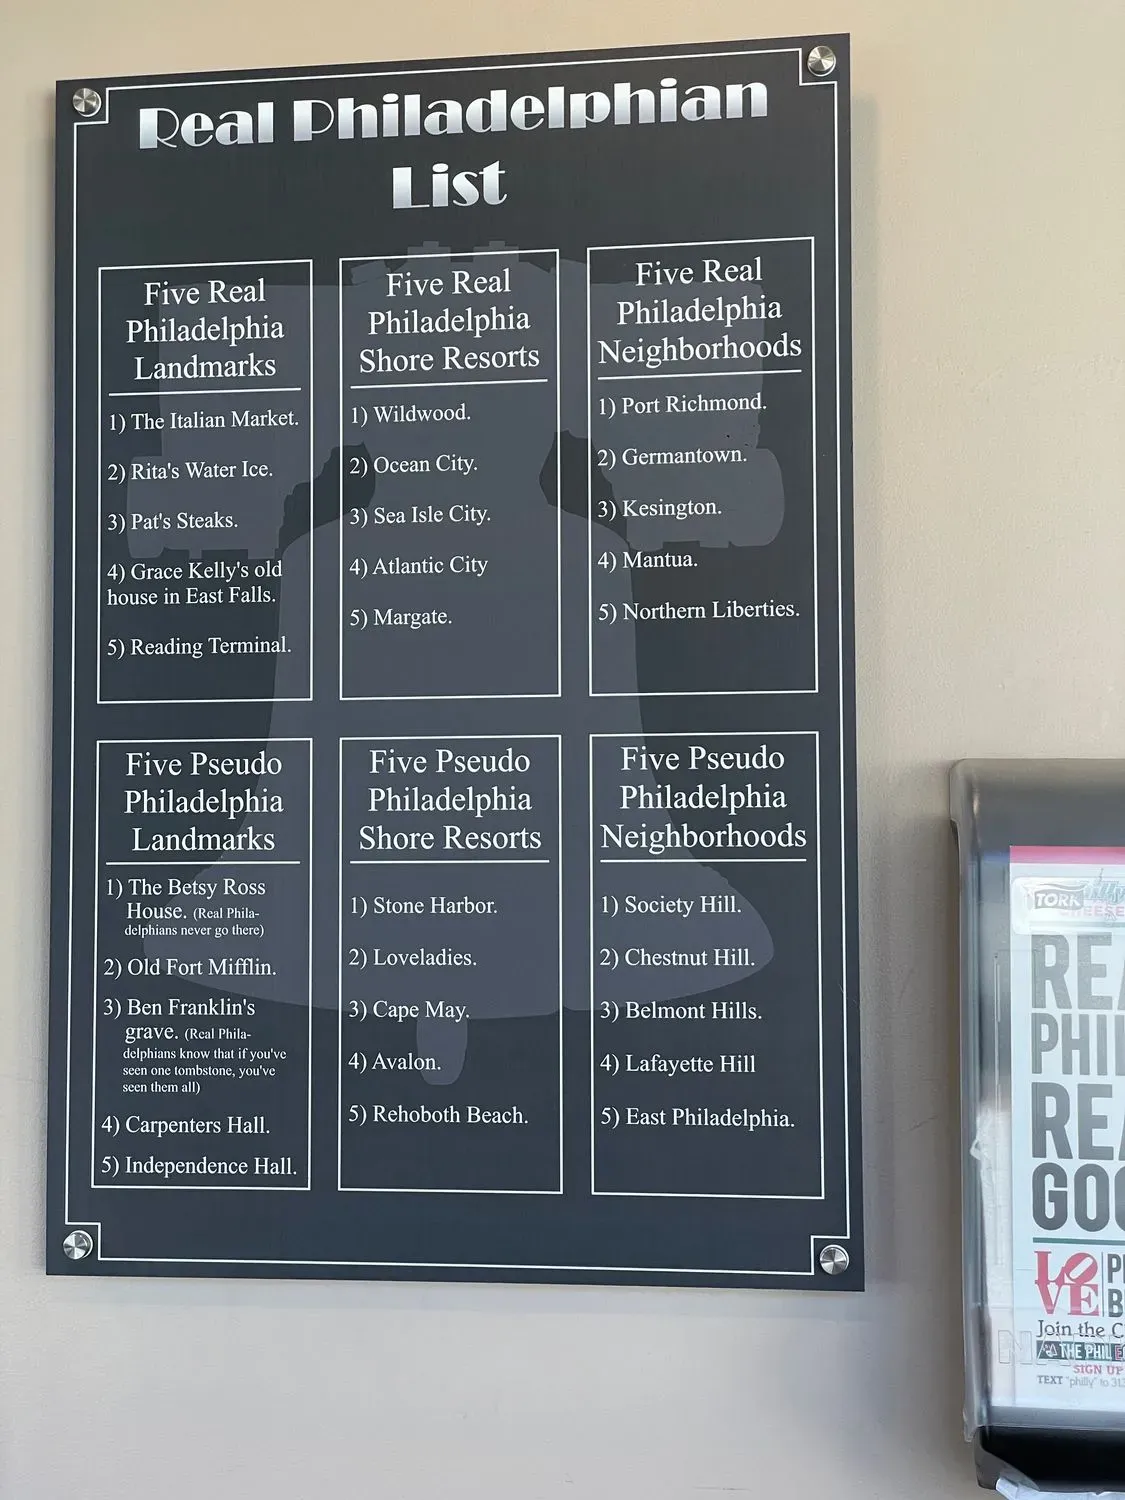 Real Philadelphian
List
Five Real
Philadelphia
Landmarks
1) The Italian Market.
2) Rita's Water Ice.
3) Pat's Steaks.
4) Grace Kelly's old
house in East Falls.
5) Reading Terminal.
Five Real
Philadelphia
Shore Resorts
1) Wildwood.
2) Ocean City.
3) Sea Isle City.
4) Atlantic City
5) Margate.
Five Real
Philadelphia
Neighborhoods
1) Port Richmond.
2) Germantown.
3) Kesington.
4) Mantua.
5) Northern Liberties.
Five Pseudo
Philadelphia
Landmarks
1) The Betsy Ross
House. (Real Phila-
delphians never go there)
2) Old Fort Mifflin.
3) Ben Franklin's
grave. (Real Phila-
delphians know that if you've
seen one tombstone, you've
seen them all)
4) Carpenters Hall.
5) Independence Hall.
Five Pseudo
Philadelphia
Shore Resorts
1) Stone Harbor.
2) Loveladies.
3) Cape May.
4) Avalon.
5) Rehoboth Beach.
Five Pseudo
Philadelphia
Neighborhoods
1) Society Hill.
2) Chestnut Hill.
3) Belmont Hills.
4) Lafayette Hill
5) East Philadelphia.
TORK
CHEESE
REA
PHIL
REA
GOO
LOVE
Join the C
THE PHIL
SIGN UP
TEXT "philly" to 31